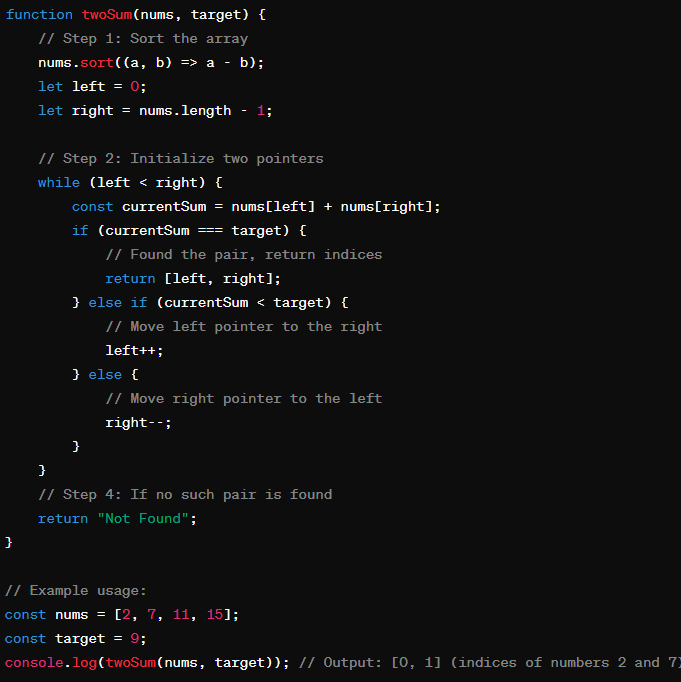 function twoSum(nums, target) {
    // Step 1: Sort the array
    nums.sort((a, b) => a - b);
    let left = 0;
    let right = nums.length - 1;

    // Step 2: Initialize two pointers
    while (left < right) {
        const currentSum = nums[left] + nums[right];
        if (currentSum === target) {
            // Found the pair, return indices
            return [left, right];
        } else if (currentSum < target) {
            // Move left pointer to the right
            left++;
        } else {
            // Move right pointer to the left
            right--;
        }
    }
    // Step 4: If no such pair is found
    return "Not Found";
}

// Example usage:
const nums = [2, 7, 11, 15];
const target = 9;
console.log(twoSum(nums, target)); // Output: [0, 1] (indices of numbers 2 and 7)